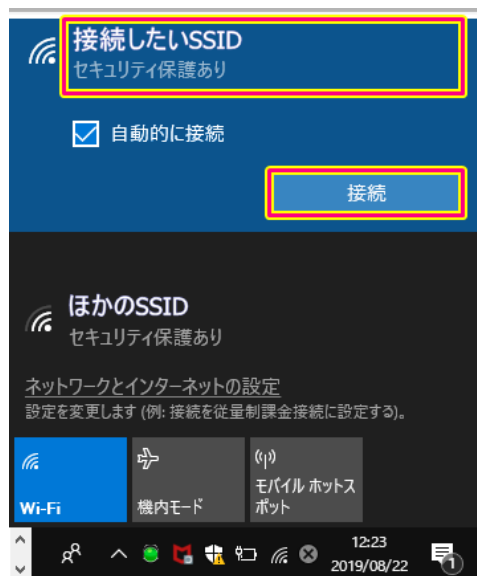 接続したいSSID
セキュリティ保護あり
自動的に接続
接続
ほかのSSID
セキュリティ保護あり
ネットワークとインターネットの設定
設定を変更します (例: 接続を従量制課金接続に設定する)。
Wi-Fi
機内モード
モバイル ホットス
ポット
12:23
2019/08/22
1